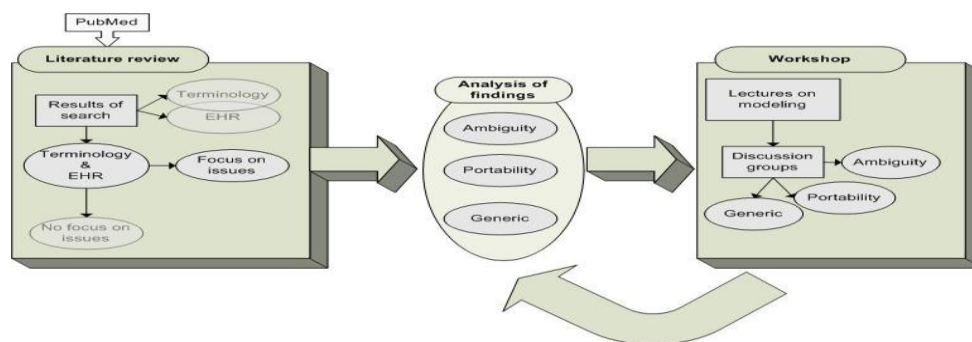 PubMed
Literature review
Results of
search
Terminology
EHR
Terminology
&
EHR
Focus on
issues
No focus on
issues
Analysis of
findings
Ambiguity
Portability
Generic
Workshop
Lectures on
modeling
Discussion
groups
Ambiguity
Portability
Generic